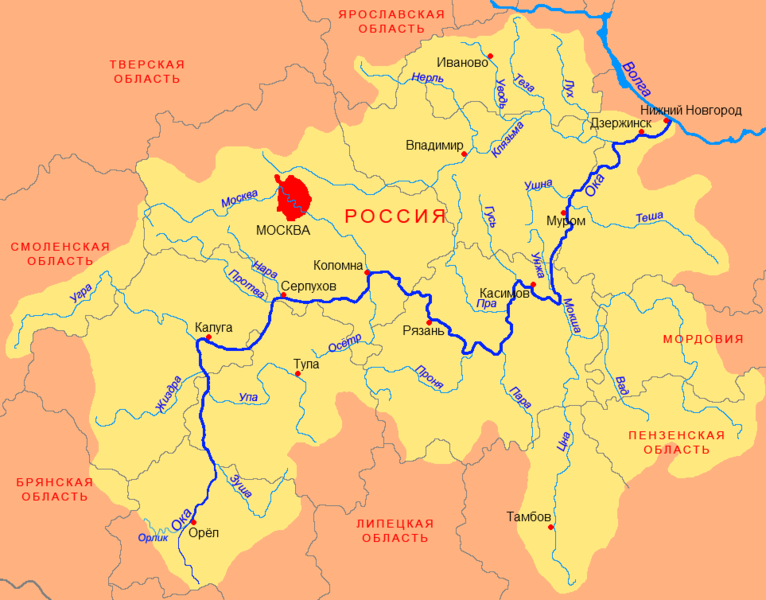 ЯРОСЛАВСКАЯ
ОБЛАСТЬ
ТВЕРСКАЯ
ОБЛАСТЬ
Иваново
Волга
Нерль
Уводь
Теза
Лух
Нижний Новгород
Дзержинск
Владимир
Клязьма
Москва
МОСКВА
РОССИЯ
Гусь
Ушна
Ока
Муром
Теша
СМОЛЕНСКАЯ
ОБЛАСТЬ
Угра
Нара
Протва
Серпухов
Коломна
Унжа
Касимов
Пра
Мокша
Рязань
Калуга
Осетр
МОРДОВИЯ
Тула
Жиздра
Упа
Проня
Пара
Вад
Цна
ПЕНЗЕНСКАЯ
ОБЛАСТЬ
БРЯНСКАЯ
ОБЛАСТЬ
Зуша
Ока
Орёл
Орлик
ЛИПЕЦКАЯ
ОБЛАСТЬ
Тамбов